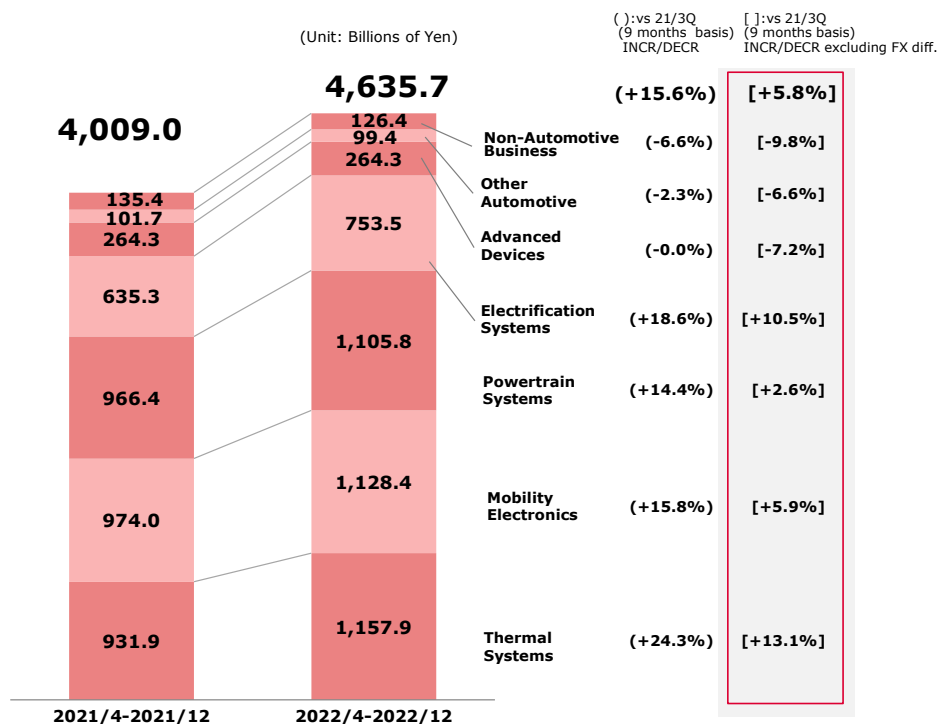 (Unit: Billions of Yen)
( ):vs 21/3Q
(9 months basis)
INCR/DECR
[ ]:vs 21/3Q
(9 months basis)
INCR/DECR excluding FX diff.
4,009.0
4,635.7
(+15.6%)
[+5.8%]
135.4
126.4
Non-Automotive
Business
(-6.6%)
[-9.8%]
101.7
99.4
Other
Automotive
(-2.3%)
[-6.6%]
264.3
264.3
Advanced
Devices
(-0.0%)
[-7.2%]
635.3
753.5
Electrification
Systems
(+18.6%)
[+10.5%]
966.4
1,105.8
Powertrain
Systems
(+14.4%)
[+2.6%]
974.0
1,128.4
Mobility
Electronics
(+15.8%)
[+5.9%]
931.9
1,157.9
Thermal
Systems
(+24.3%)
[+13.1%]
2021/4-2021/12
2022/4-2022/12